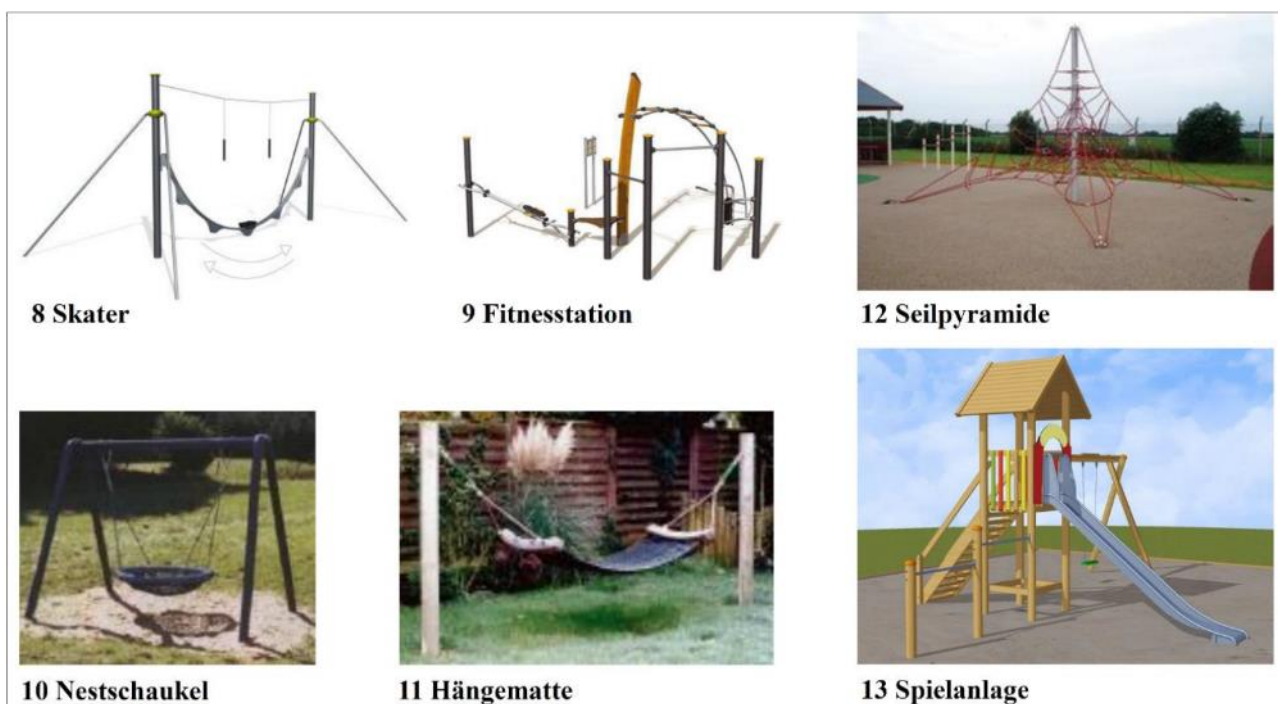 8 Skater
9 Fitnesstation
12 Seilpyramide
10 Nestschaukel
11 Hängematte
13 Spielanlage